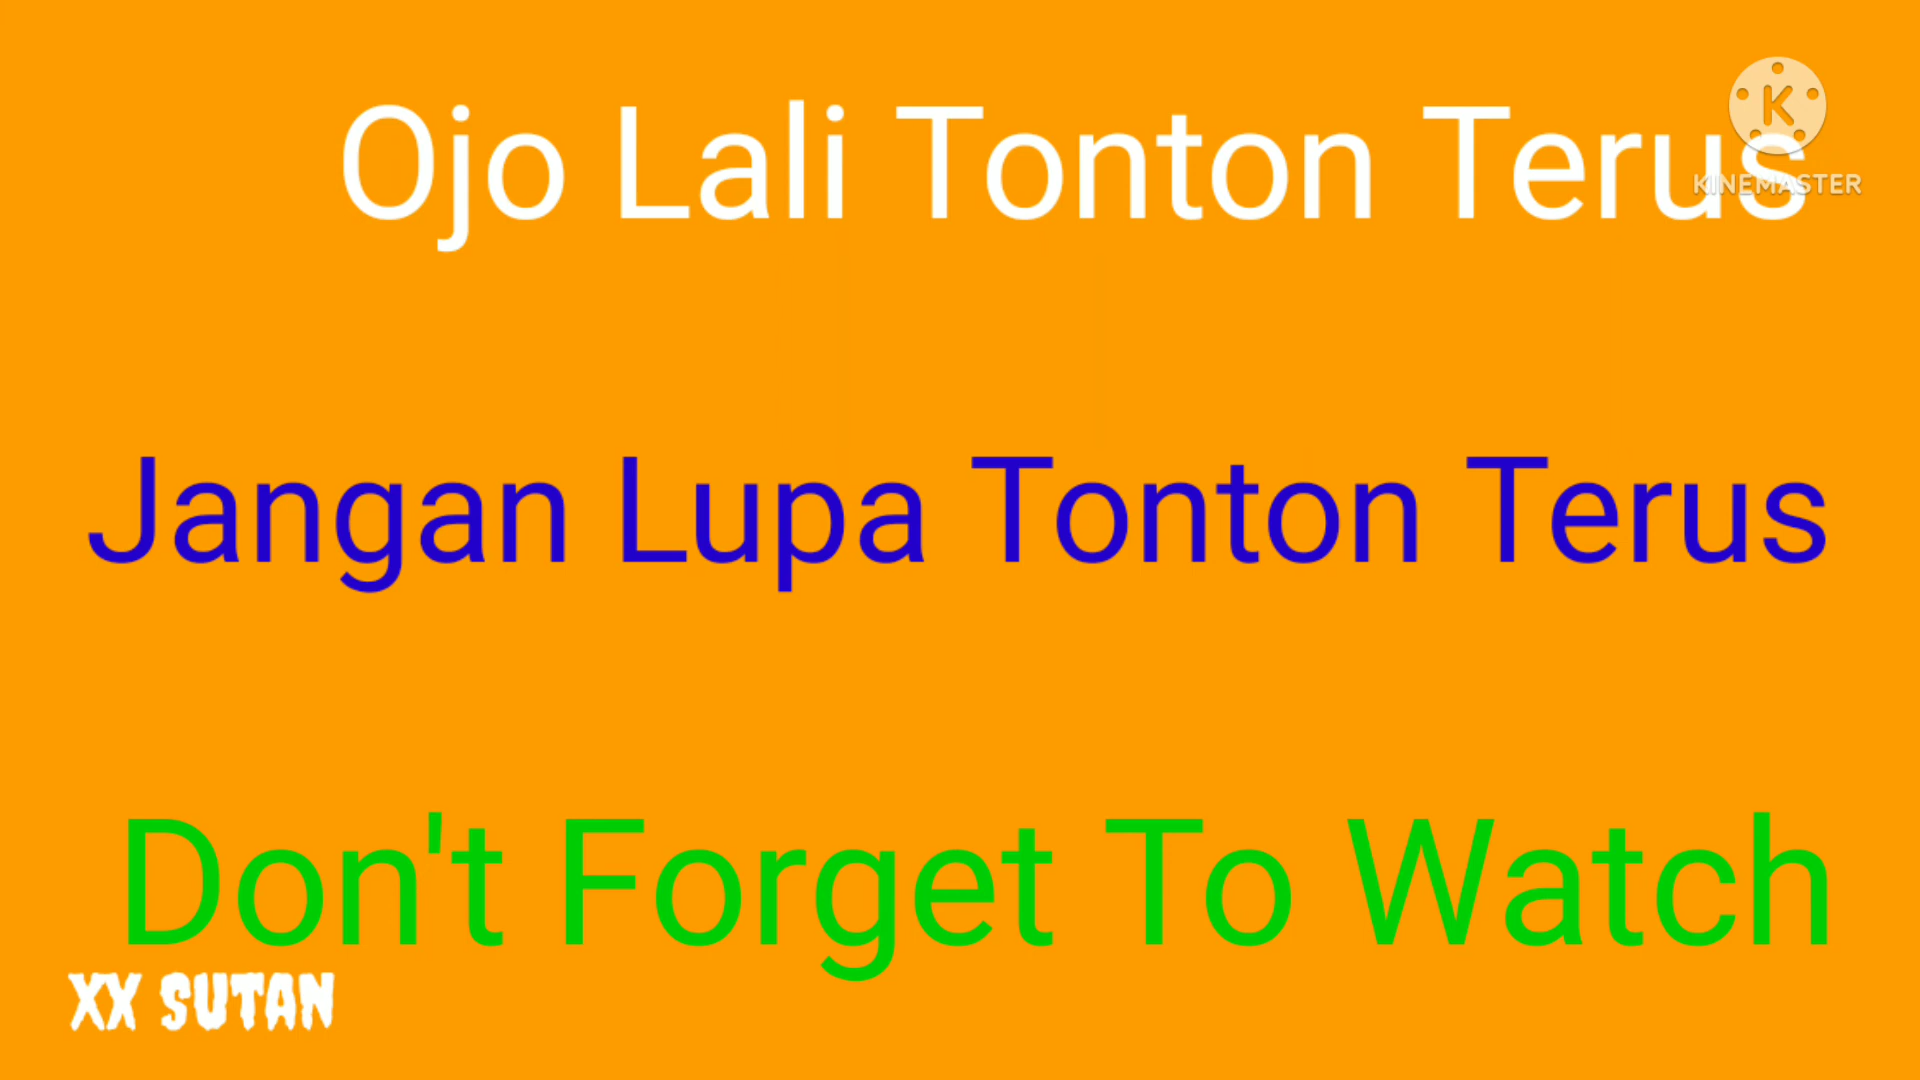 Ojo Lali Tonton Terus
K
KINEMASTER
Jangan Lupa Tonton Terus
Don't Forget To Watch
XX SUTAN